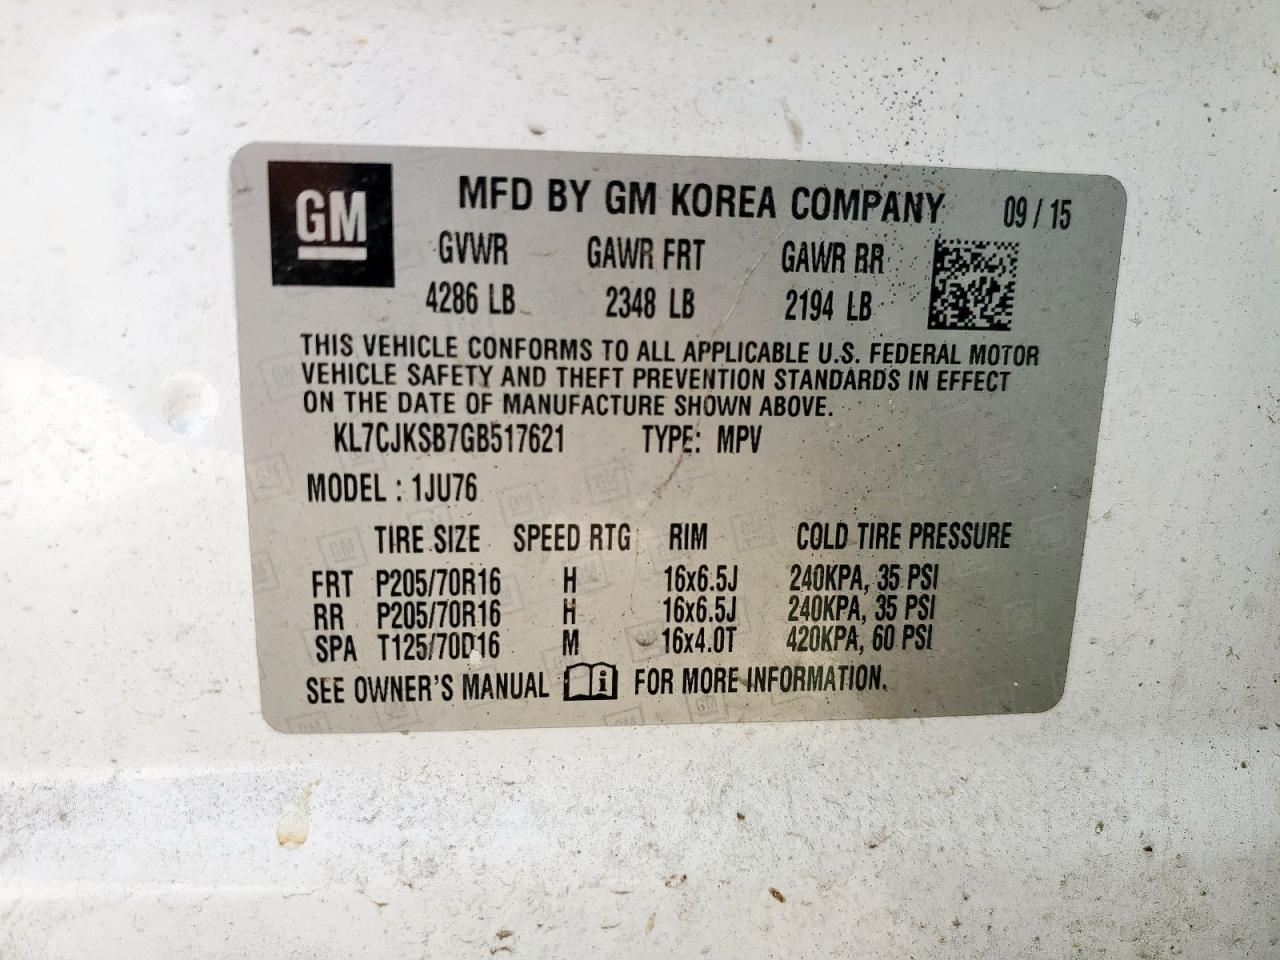 GM
MFD BY GM KOREA COMPANY 09 / 15
GVWR GAWR FRT GAWR RR
4286 LB 2348 LB 2194 LB
THIS VEHICLE CONFORMS TO ALL APPLICABLE U.S. FEDERAL MOTOR
VEHICLE SAFETY AND THEFT PREVENTION STANDARDS IN EFFECT
ON THE DATE OF MANUFACTURE SHOWN ABOVE.
KL7CJKSB7GB517621 TYPE: MPV
MODEL : 1JU76
TIRE SIZE SPEED RTG RIM COLD TIRE PRESSURE
FRT P205/70R16 H 16x6.5J 240KPA, 35 PSI
RR P205/70R16 H 16x6.5J 240KPA, 35 PSI
SPA T125/70D16 M 16x4.0T 420KPA, 60 PSI
SEE OWNER'S MANUAL i FOR MORE INFORMATION.